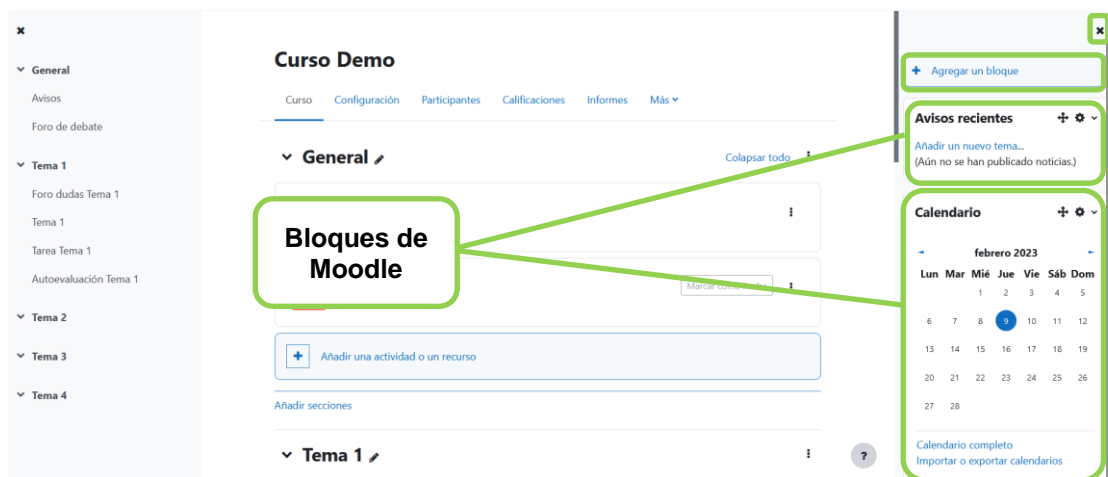 General
Avisos
Foro de debate
Tema 1
Foro dudas Tema 1
Tema 1
Tarea Tema 1
Autoevaluación Tema 1
Tema 2
Tema 3
Tema 4
Curso Demo
Curso Configuración Participantes Calificaciones Informes Más
General
Colapsar todo
Bloques de
Moodle
Marcar como
Añadir una actividad o un recurso
Añadir secciones
Tema 1
?
Agregar un bloque
Avisos recientes
Añadir un nuevo tema...
(Aún no se han publicado noticias.)
Calendario
febrero 2023
Lun Mar Mié Jue Vie Sáb Dom
1 2 3 4 5
6 7 8 9 10 11 12
13 14 15 16 17 18 19
20 21 22 23 24 25 26
27 28
Calendario completo
Importar o exportar calendarios